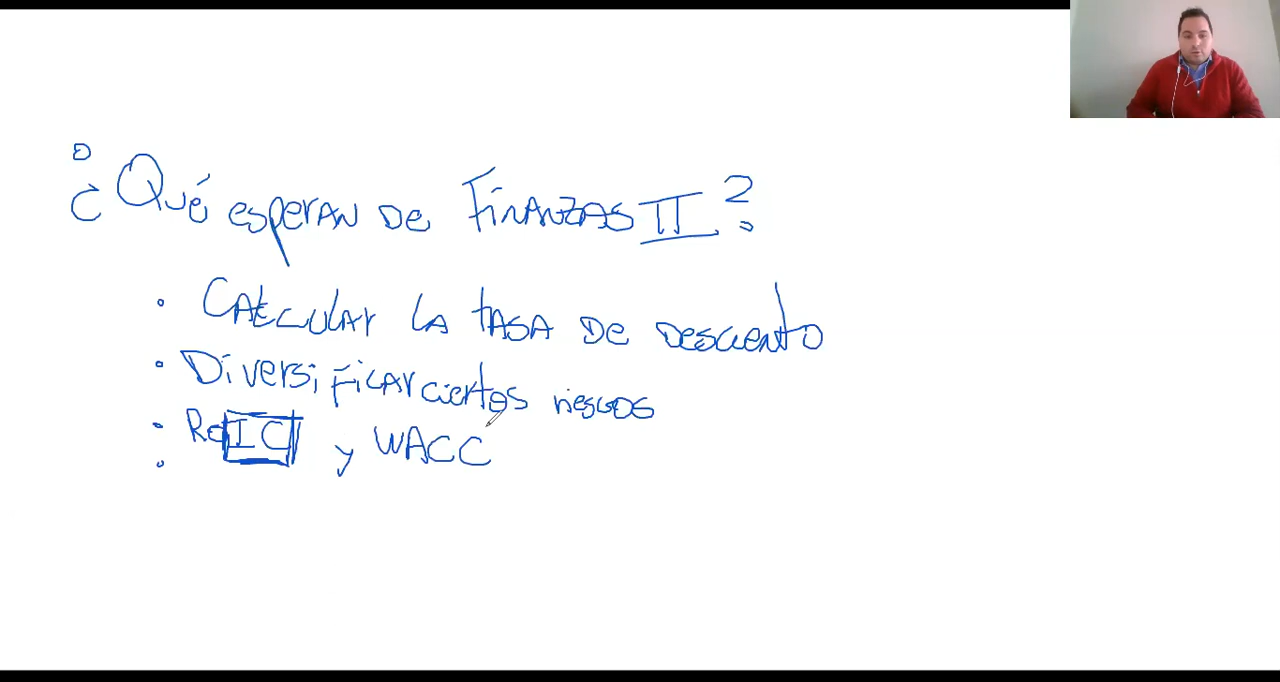 ¿Qué esperan de Finanzas II?
• Calcular la tasa de descuento
• Diversificar ciertos riesgos
• RoIC y WACC
•